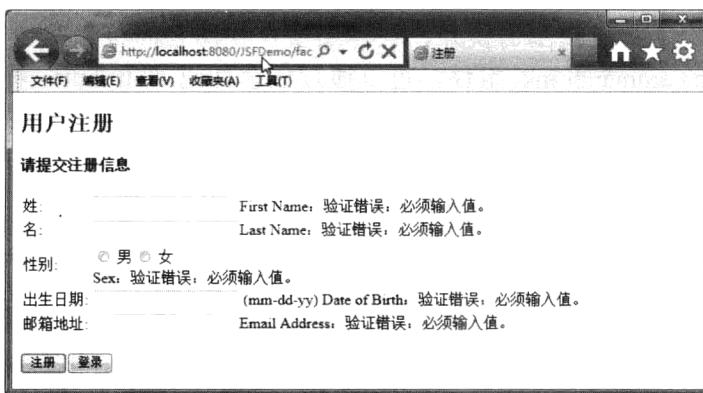 http://localhost:8080/JSFDemo/fac
注册
文件(F) 编辑(E) 查看(V) 收藏夹(A) 工具(T)
用户注册
请提交注册信息
姓: First Name: 验证错误: 必须输入值。
名: Last Name: 验证错误: 必须输入值。
性别: 男 女
Sex: 验证错误: 必须输入值。
出生日期: (mm-dd-yy) Date of Birth: 验证错误: 必须输入值。
邮箱地址: Email Address: 验证错误: 必须输入值。
注册 登录